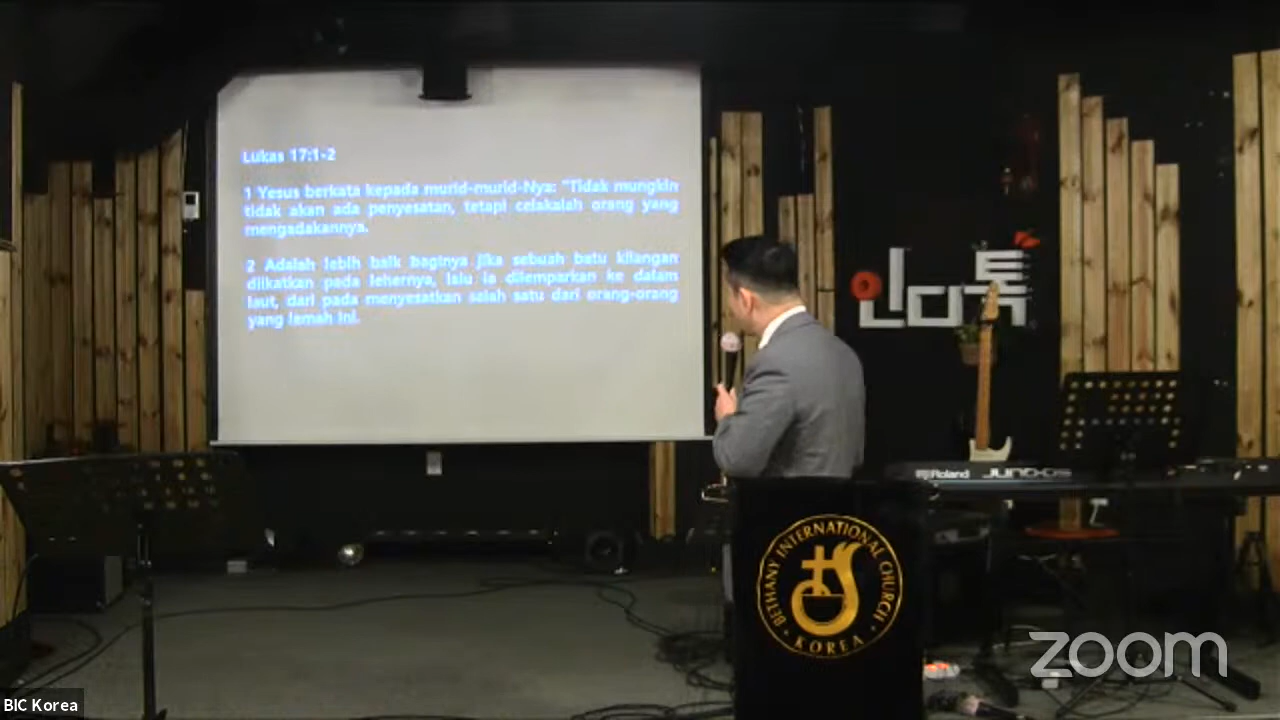 Lukas 17:1-2
1 Yesus berkata kepada murid-murid-Nya: "Tidak mungkin
tidak akan ada penyesatan, tetapi celakalah orang yang
mengadakannya.
2 Adalah lebih baik baginya jika sebuah batu kilangan
diikatkan pada lehernya, lalu ia dilemparkan ke dalam
laut, dari pada menyesatkan salah satu dari orang-orang
yang lemah ini.
Roland JUNO-DS
BETHANY INTERNATIONAL CHURCH
• KOREA •
zoom
BIC Korea